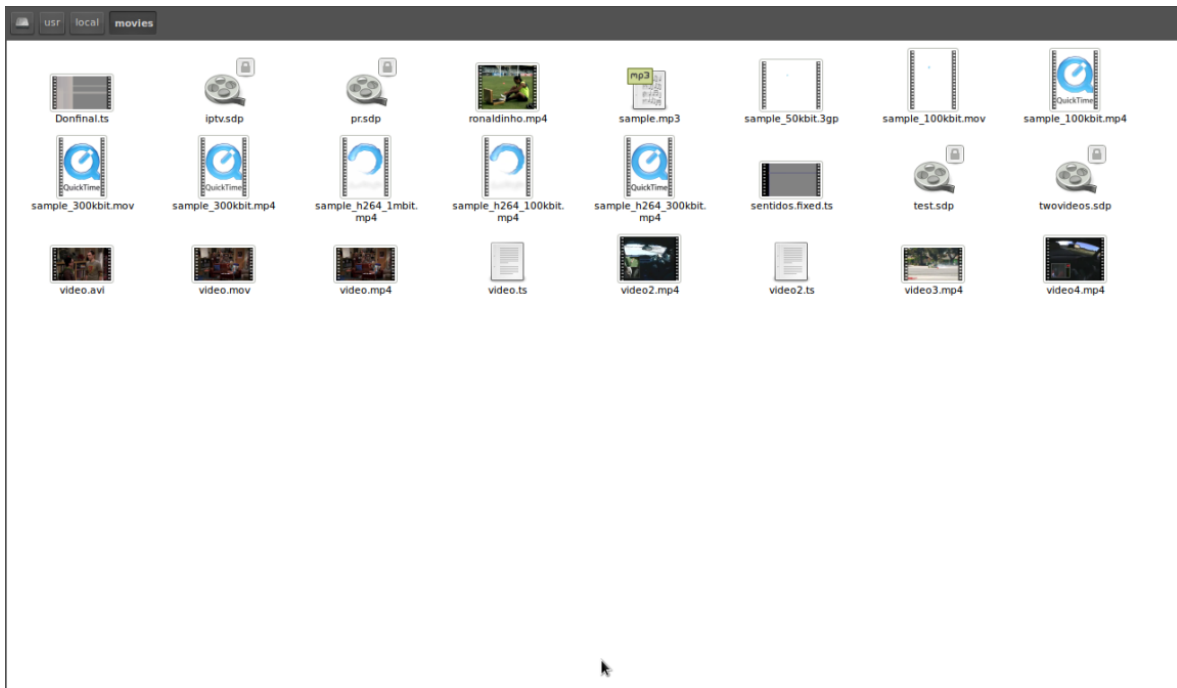 usr local movies
Donfinal.ts iptv.sdp pr.sdp ronaldinho.mp4 sample.mp3 sample_50kbit.3gp sample_100kbit.mov sample_100kbit.mp4
sample_300kbit.mov sample_300kbit.mp4 sample_h264_1mbit.mp4 sample_h264_100kbit.mp4 sample_h264_300kbit.mp4 sentidos.fixed.ts test.sdp twovideos.sdp
video.avi video.mov video.mp4 video.ts video2.mp4 video2.ts video3.mp4 video4.mp4
mp3
QuickTime
QuickTime
QuickTime
QuickTime